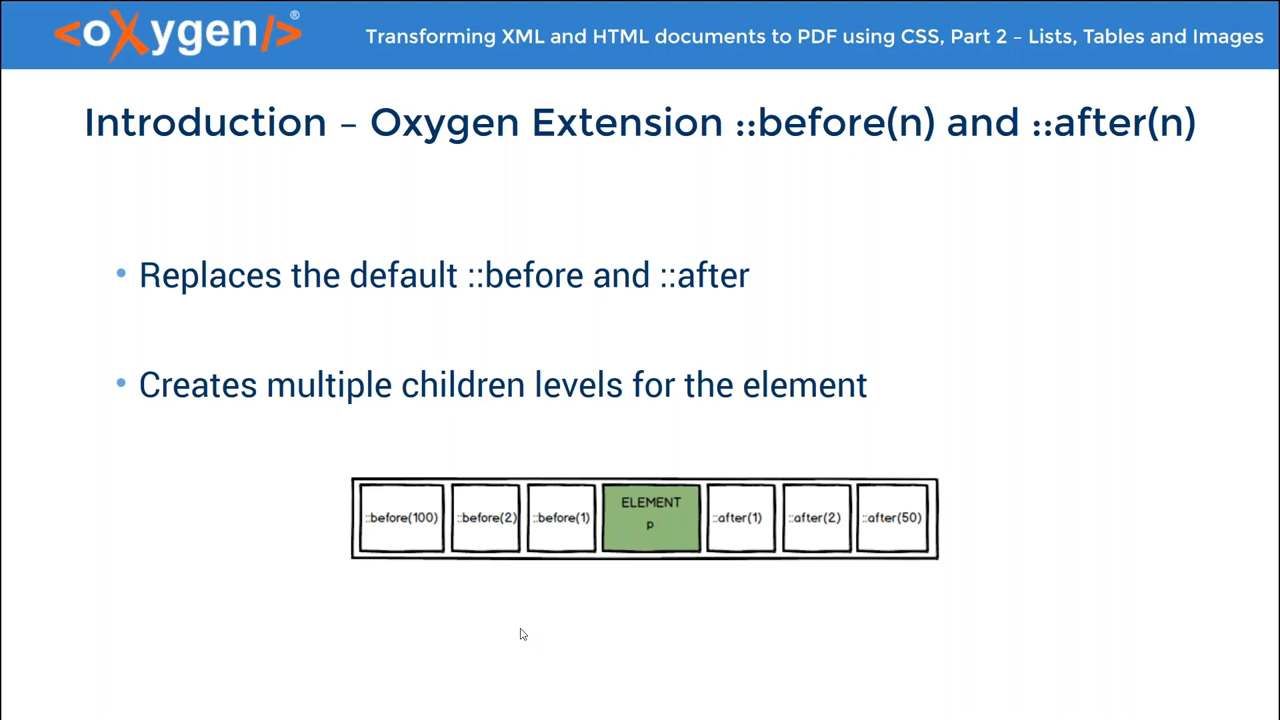 <oXygen/>®
Transforming XML and HTML documents to PDF using CSS, Part 2 – Lists, Tables and Images
Introduction – Oxygen Extension ::before(n) and ::after(n)
• Replaces the default ::before and ::after
• Creates multiple children levels for the element
::before(100) ::before(2) ::before(1) ELEMENT p ::after(1) ::after(2) ::after(50)